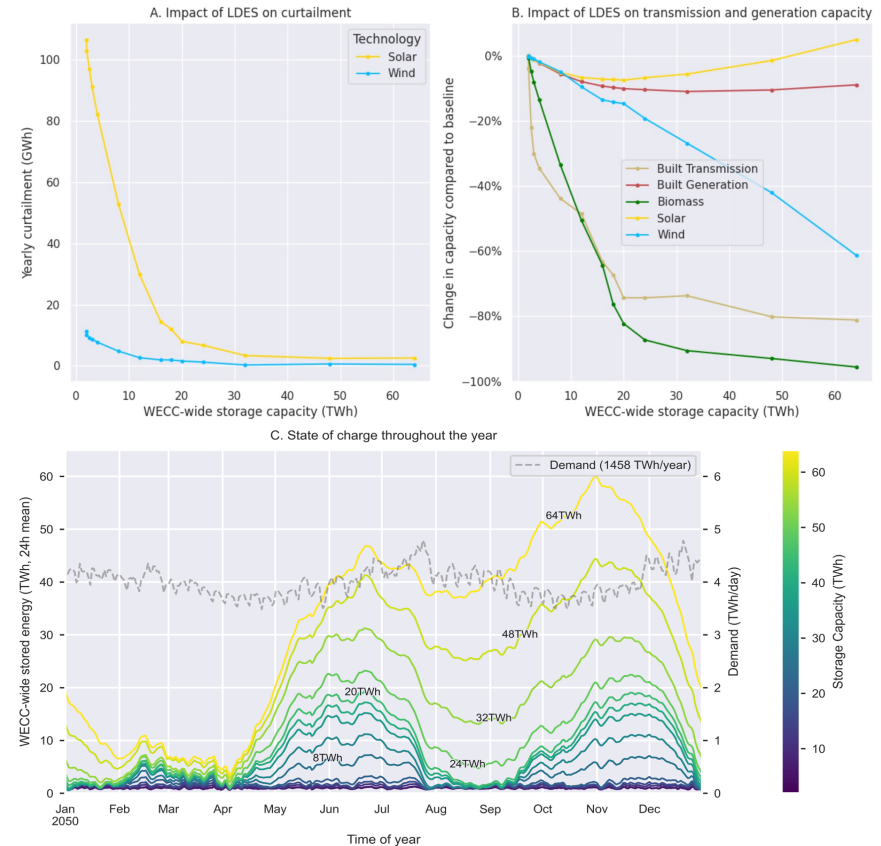 A. Impact of LDES on curtailment
Yearly curtailment (GWh)
100
80
60
40
20
0
Technology
Solar
Wind
0 10 20 30 40 50 60
WECC-wide storage capacity (TWh)
B. Impact of LDES on transmission and generation capacity
Change in capacity compared to baseline
0%
−20%
−40%
−60%
−80%
−100%
Built Transmission
Built Generation
Biomass
Solar
Wind
0 10 20 30 40 50 60
WECC-wide storage capacity (TWh)
C. State of charge throughout the year
WECC-wide stored energy (TWh, 24h mean)
60
50
40
30
20
10
0
Demand (1458 TWh/year)
64TWh
48TWh
20TWh
32TWh
8TWh
24TWh
6
5
4
3
2
1
0
Demand (TWh/day)
60
50
40
30
20
10
Storage Capacity (TWh)
Jan Feb Mar Apr May Jun Jul Aug Sep Oct Nov Dec
2050
Time of year